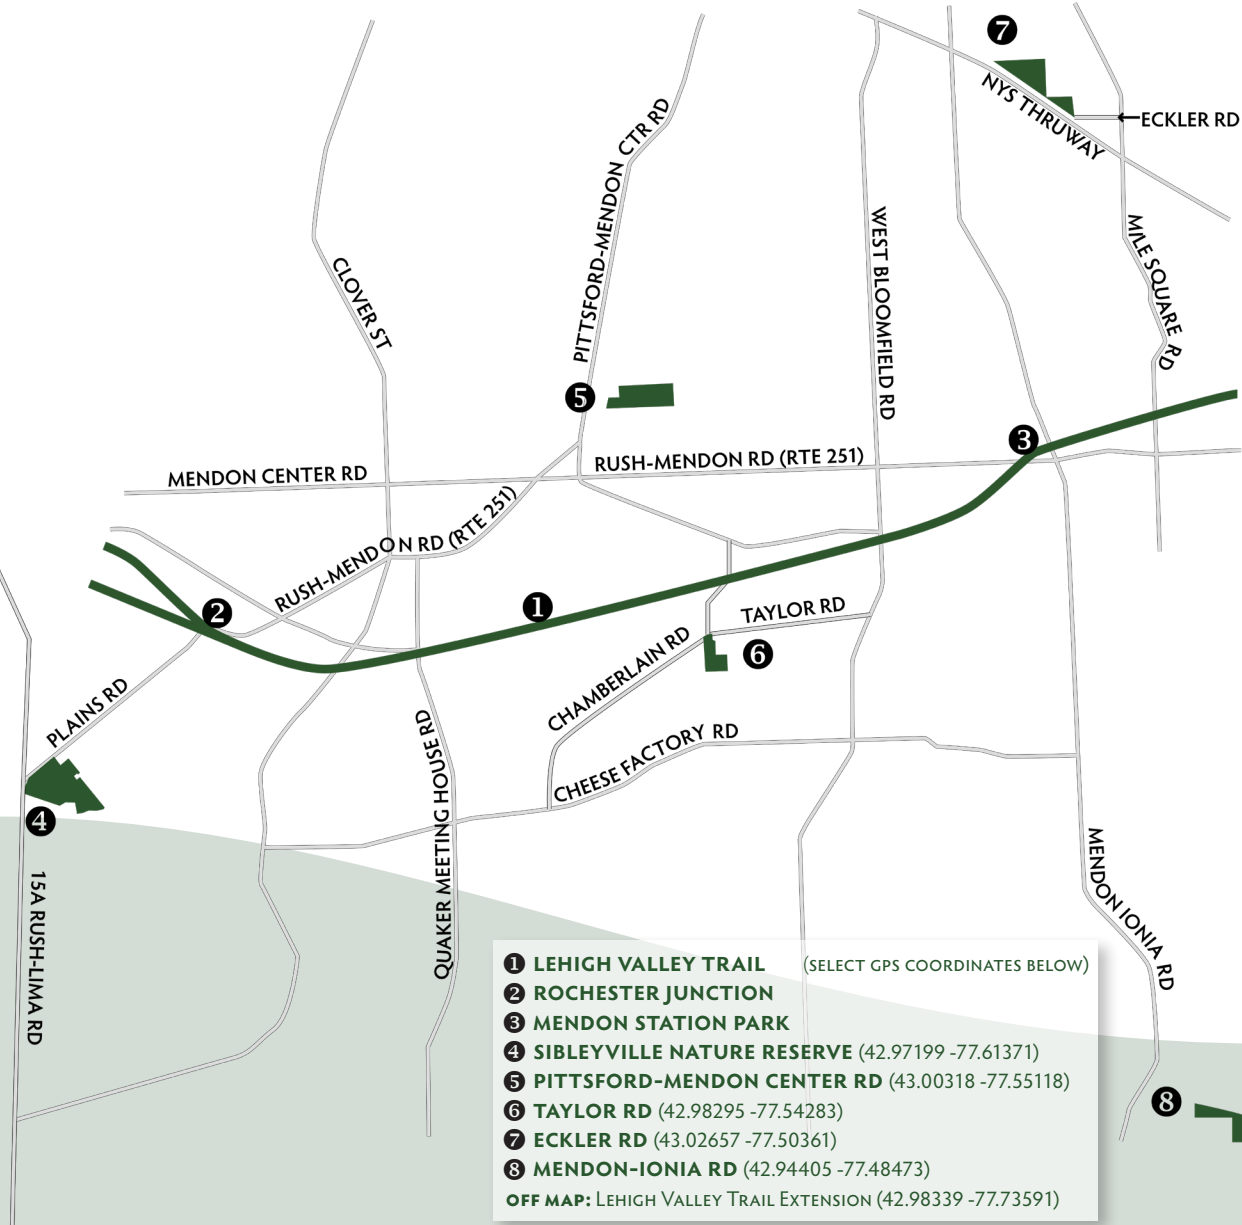 7
NYS THRUWAY
ECKLER RD
PITTSFORD-MENDON CTR RD
WEST BLOOMFIELD RD
MILE SQUARE RD
CLOVER ST
5
3
MENDON CENTER RD
RUSH-MENDON RD (RTE 251)
RUSH-MENDON RD (RTE 251)
2
1
TAYLOR RD
6
CHAMBERLAIN RD
PLAINS RD
QUAKER MEETING HOUSE RD
CHEESE FACTORY RD
4
15A RUSH-LIMA RD
MENDON IONIA RD
8
1 LEHIGH VALLEY TRAIL (SELECT GPS COORDINATES BELOW)
2 ROCHESTER JUNCTION
3 MENDON STATION PARK
4 SIBLEYVILLE NATURE RESERVE (42.97199 -77.61371)
5 PITTSFORD-MENDON CENTER RD (43.00318 -77.55118)
6 TAYLOR RD (42.98295 -77.54283)
7 ECKLER RD (43.02657 -77.50361)
8 MENDON-IONIA RD (42.94405 -77.48473)
OFF MAP: LEHIGH VALLEY TRAIL EXTENSION (42.98339 -77.73591)